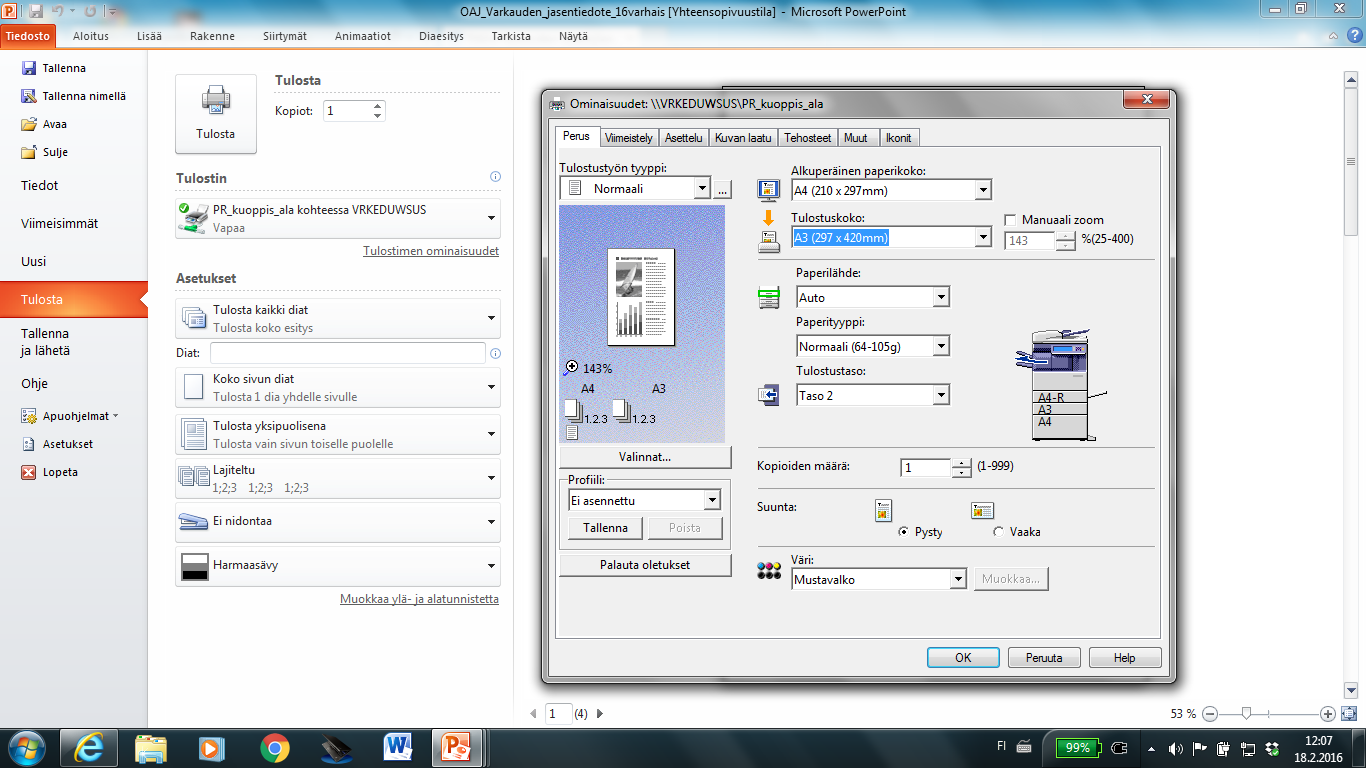 OAJ_Varkauden_jasentiedote_16varhais [Yhteensopivuustila] - Microsoft PowerPoint
Tiedosto Aloitus Lisää Rakenne Siirtymät Animaatiot Diaesitys Tarkista Näytä
Tallenna
Tallenna nimellä
Avaa
Sulje
Tiedot
Viimeisimmät
Uusi
Tulosta
Tallenna
ja lähetä
Ohje
Apuohjelmat
Asetukset
Lopeta
Tulosta
Tulosta
Kopiot: 1
Tulostin
PR_kuoppis_ala kohteessa VRKEDUWSUS
Vapaa
Tulostimen ominaisuudet
Asetukset
Tulosta kaikki diat
Tulosta koko esitys
Diat:
Koko sivun diat
Tulosta 1 dia yhdelle sivulle
Tulosta yksipuolisena
Tulosta vain sivun toiselle puolelle
Lajiteltu
1;2;3 1;2;3 1;2;3
Ei nidontaa
Harmaasävy
Muokkaa ylä- ja alatunnistetta
Ominaisuudet: \\VRKEDUWSUS\PR_kuoppis_ala
Perus Viimeistely Asettelu Kuvan laatu Tehosteet Muut Ikonit
Tulostustyön tyyppi:
Normaali
...
143%
A4 A3
1.2.3 1.2.3
Valinnat...
Profiili:
Ei asennettu
Tallenna Poista
Palauta oletukset
Alkuperäinen paperikoko:
A4 (210 x 297mm)
Tulostuskoko:
A3 (297 x 420mm)
Manuaali zoom
143 %(25-400)
Paperilähde:
Auto
Paperityyppi:
Normaali (64-105g)
Tulostustaso:
Taso 2
A4-R
A3
A4
Kopioiden määrä: 1 (1-999)
Suunta:
Pysty Vaaka
Väri:
Mustavalko Muokkaa...
OK Peruuta Help
1 (4)
53 %
FI 99% 12:07
18.2.2016